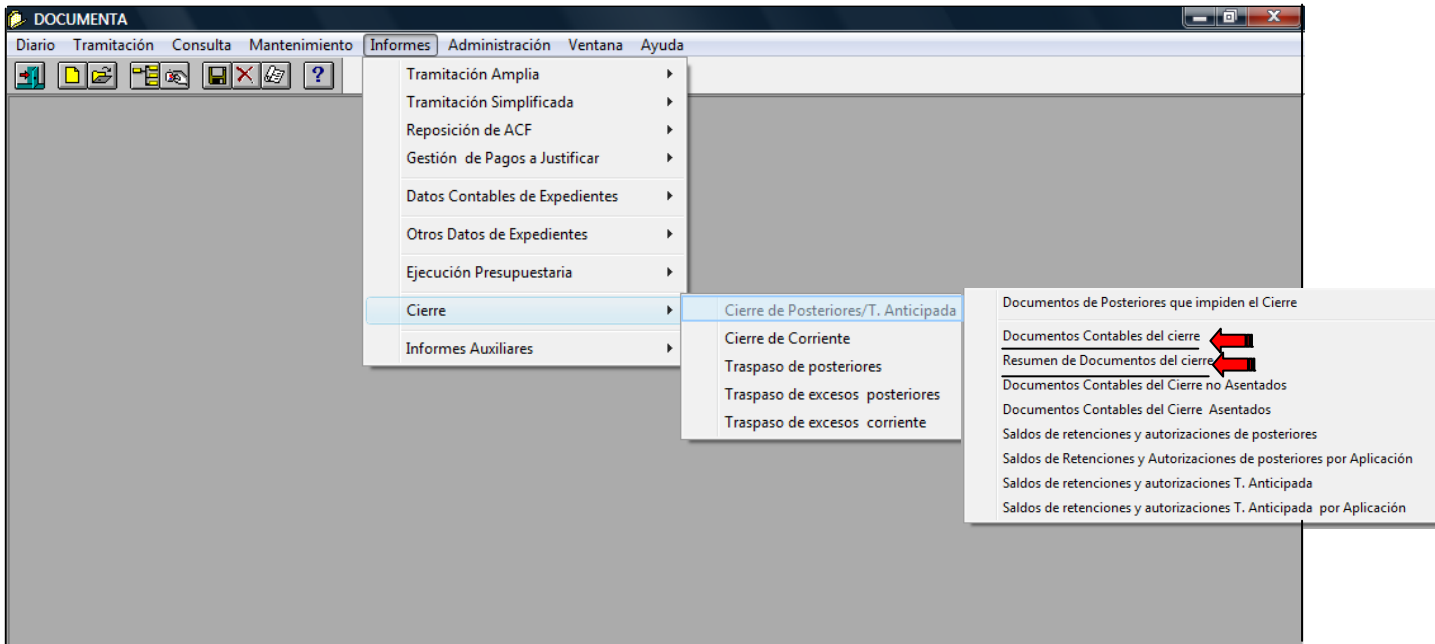 DOCUMENTA
Diario Tramitación Consulta Mantenimiento Informes Administración Ventana Ayuda
?
Tramitación Amplia
Tramitación Simplificada
Reposición de ACF
Gestión de Pagos a Justificar
Datos Contables de Expedientes
Otros Datos de Expedientes
Ejecución Presupuestaria
Cierre
Informes Auxiliares
Cierre de Posteriores/T. Anticipada
Cierre de Corriente
Traspaso de posteriores
Traspaso de excesos posteriores
Traspaso de excesos corriente
Documentos de Posteriores que impiden el Cierre
Documentos Contables del cierre
Resumen de Documentos del cierre
Documentos Contables del Cierre no Asentados
Documentos Contables del Cierre Asentados
Saldos de retenciones y autorizaciones de posteriores
Saldos de Retenciones y Autorizaciones de posteriores por Aplicación
Saldos de retenciones y autorizaciones T. Anticipada
Saldos de retenciones y autorizaciones T. Anticipada por Aplicación